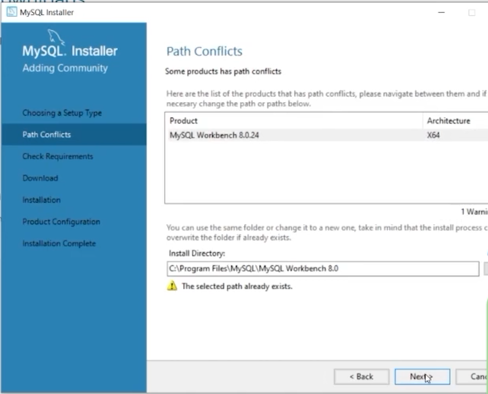 MySQL Installer
MySQL. Installer
Adding Community
Choosing a Setup Type
Path Conflicts
Check Requirements
Download
Installation
Product Configuration
Installation Complete
Path Conflicts
Some products has path conflicts
Here are the list of the products that has path conflicts, please navigate between them and if
necesary change the path or paths below.
Product Architecture
MySQL Workbench 8.0.24 X64
1 Warni
You can use the same folder or change it to a new one, take in mind that the install process c
overwrite the folder if already exists.
Install Directory:
C:\Program Files\MySQL\MySQL Workbench 8.0
The selected path already exists.
< Back Next > Canc